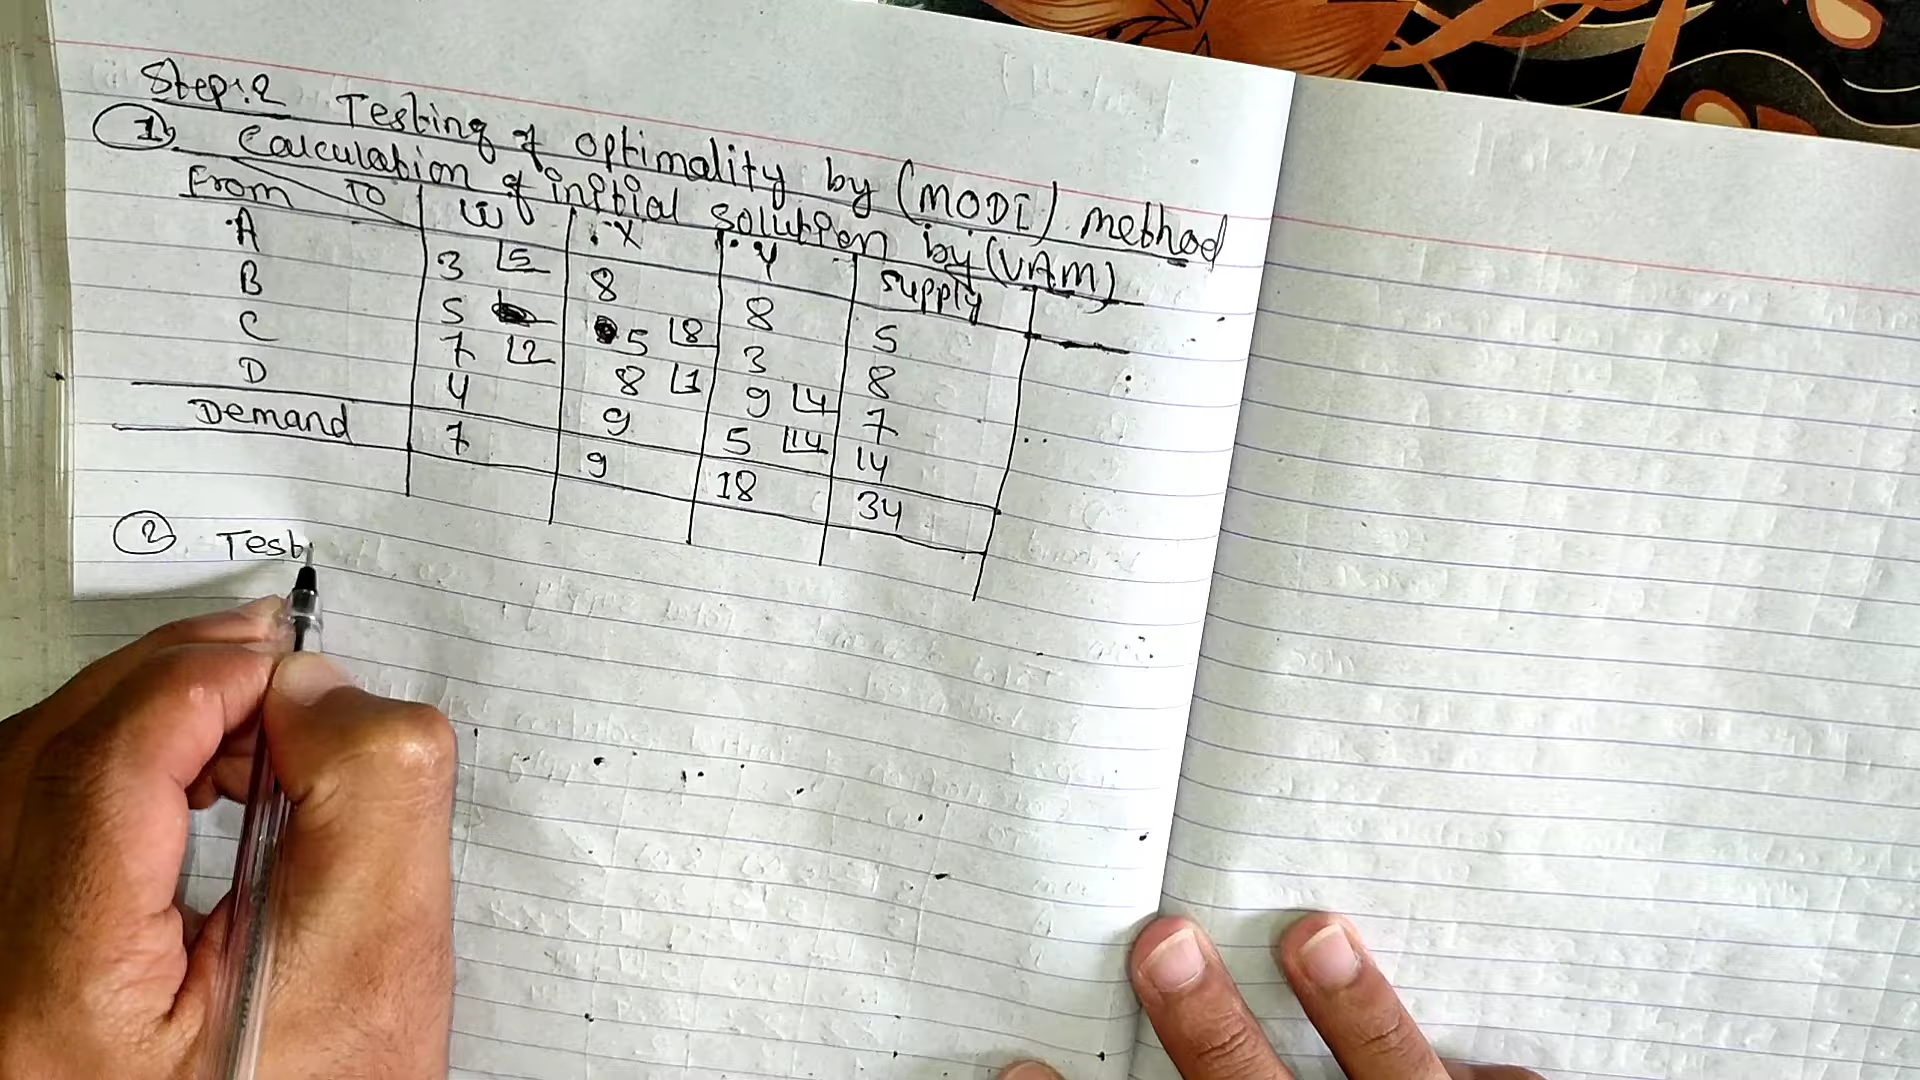 Step:2 Testing of optimality by (MODI) method
1) Calculation of initial solution by (VAM)
From To W X Y Supply
A 3 5 8 8 5
B 5 5 8 3 8
C 7 2 8 1 9 4 7
D 4 9 5 14 14
Demand 7 9 18 34
2 Test